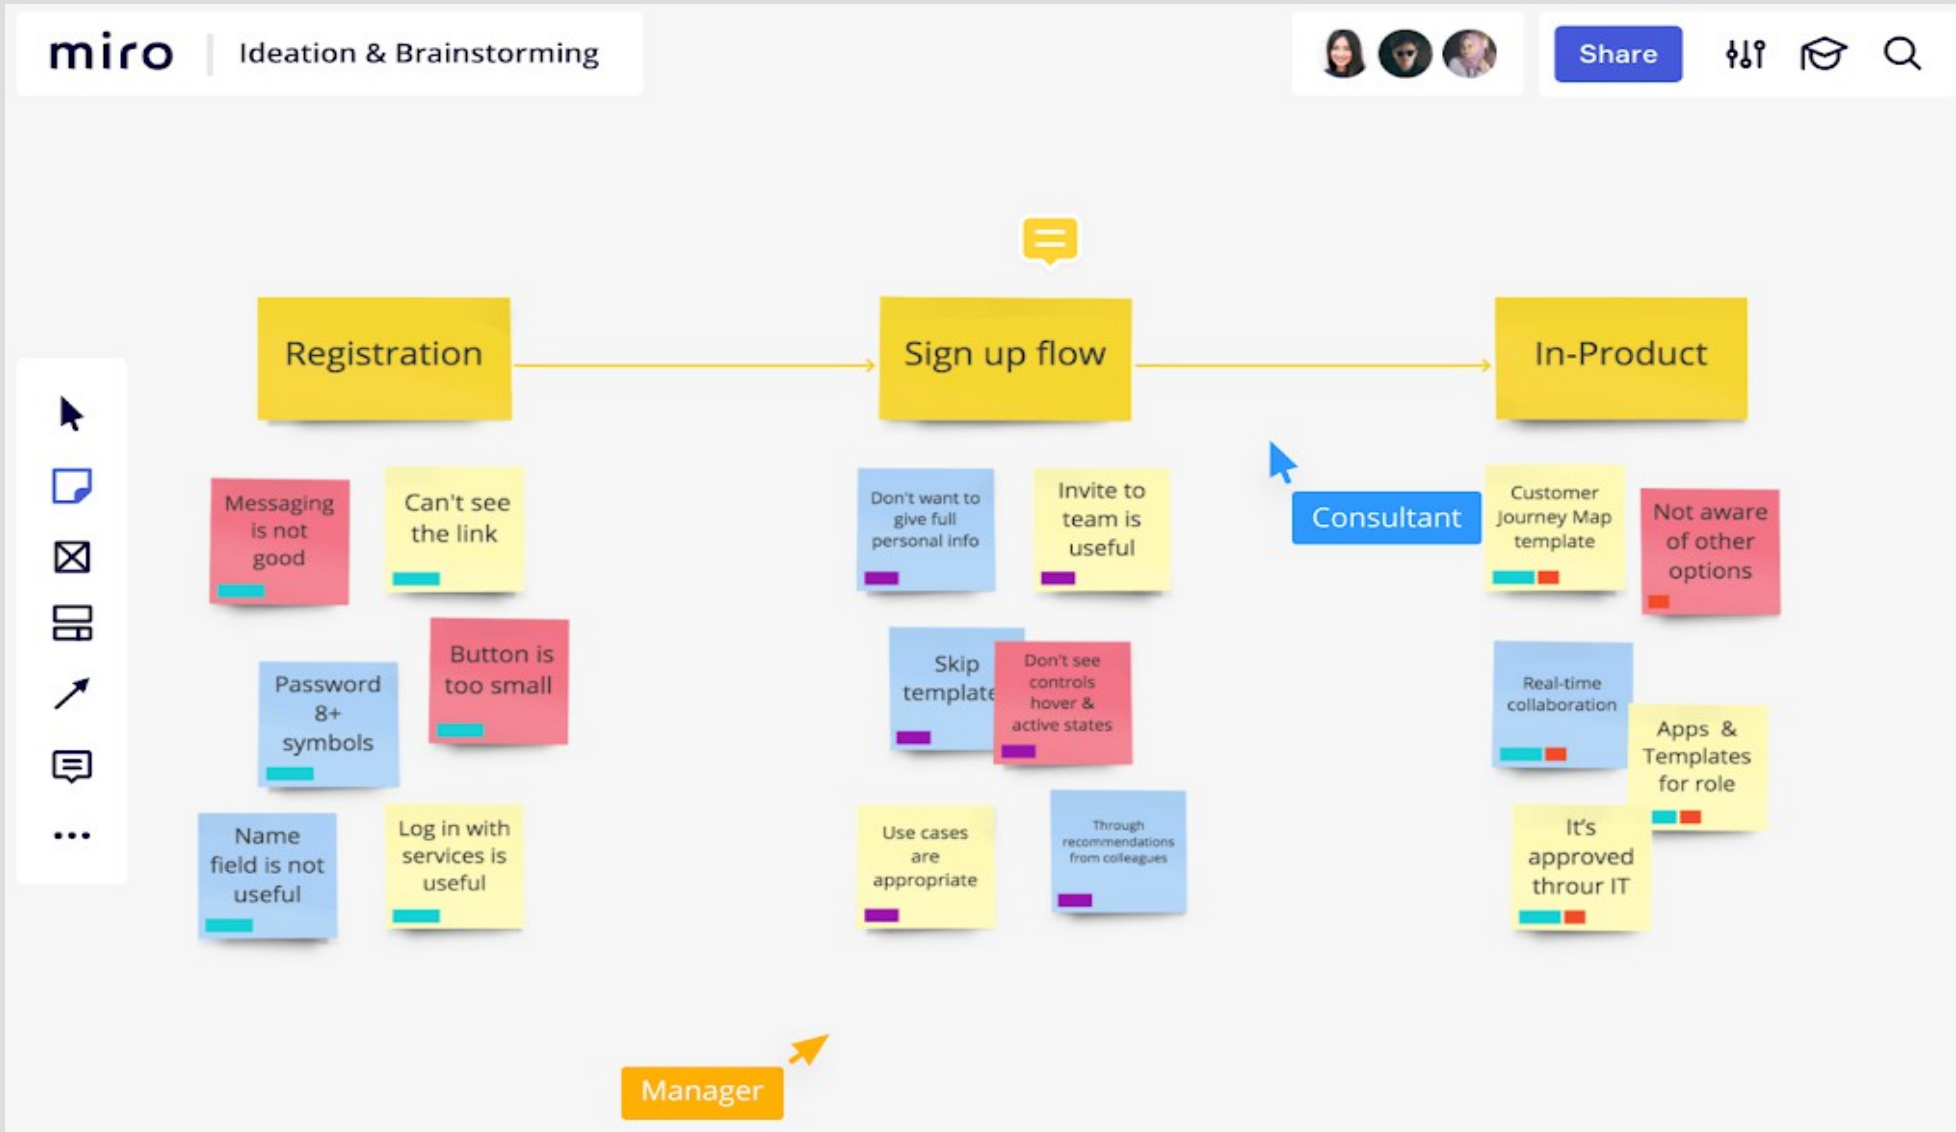 miro
Ideation & Brainstorming
Share
Registration
Sign up flow
In-Product
Messaging
is not
good
Can't see
the link
Button is
too small
Password
8+
symbols
Name
field is not
useful
Log in with
services is
useful
Don't want to
give full
personal info
Invite to
team is
useful
Skip
template
Don't see
controls
hover &
active states
Use cases
are
appropriate
Through
recommendations
from colleagues
Consultant
Customer
Journey Map
template
Not aware
of other
options
Real-time
collaboration
Apps &
Templates
for role
It’s
approved
throur IT
Manager